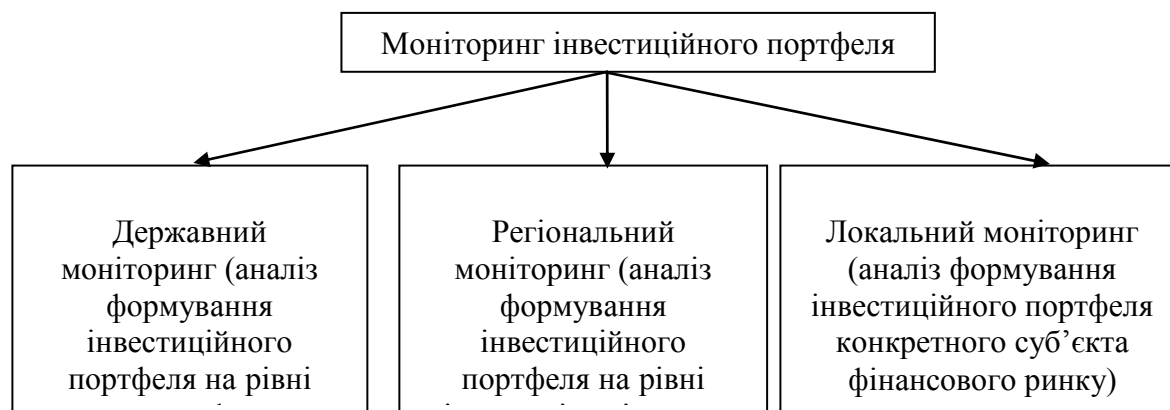 Моніторинг інвестиційного портфеля
Державний
моніторинг (аналіз
формування
інвестиційного
портфеля на рівні
Регіональний
моніторинг (аналіз
формування
інвестиційного
портфеля на рівні
Локальний моніторинг
(аналіз формування
інвестиційного портфеля
конкретного суб’єкта
фінансового ринку)